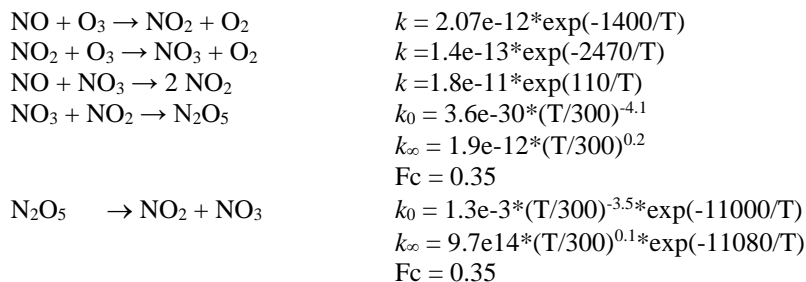 NO + O₃ → NO₂ + O₂ k = 2.07e-12*exp(-1400/T)
NO₂ + O₃ → NO₃ + O₂ k =1.4e-13*exp(-2470/T)
NO + NO₃ → 2 NO₂ k =1.8e-11*exp(110/T)
NO₃ + NO₂ → N₂O₅ k₀ = 3.6e-30*(T/300)⁻⁴·¹
k∞ = 1.9e-12*(T/300)⁰·²
Fc = 0.35
N₂O₅ → NO₂ + NO₃ k₀ = 1.3e-3*(T/300)⁻³·⁵*exp(-11000/T)
k∞ = 9.7e14*(T/300)⁰·¹*exp(-11080/T)
Fc = 0.35